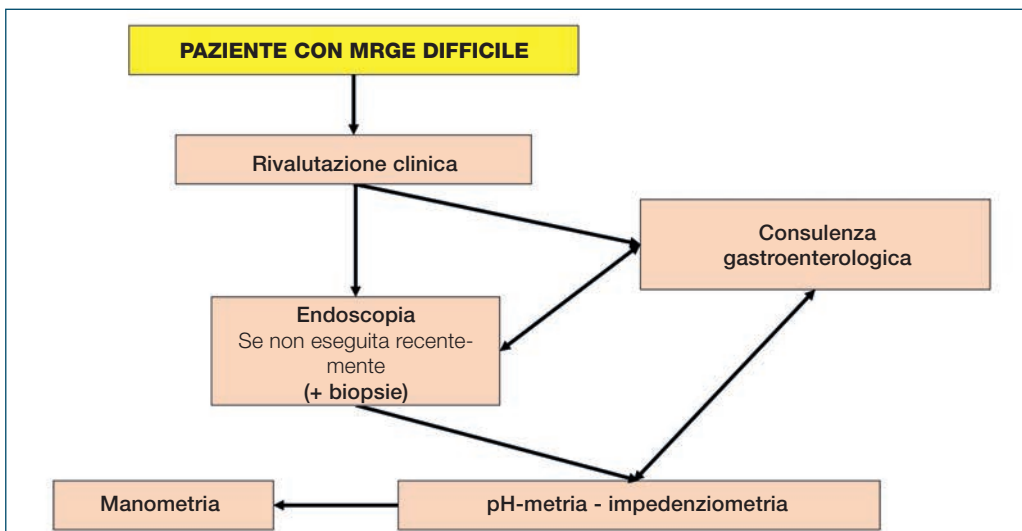 PAZIENTE CON MRGE DIFFICILE
Rivalutazione clinica
Consulenza
gastroenterologica
Endoscopia
Se non eseguita recente-
mente
(+ biopsie)
Manometria
pH-metria - impedenziometria